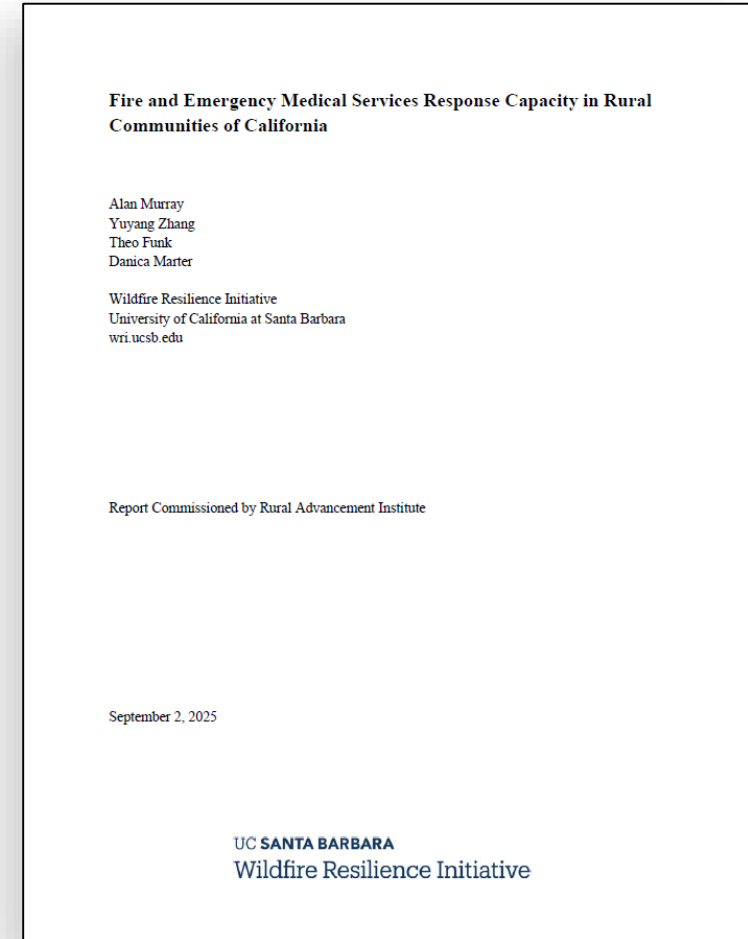 Fire and Emergency Medical Services Response Capacity in Rural
Communities of California
Alan Murray
Yuyang Zhang
Theo Funk
Danica Marter
Wildfire Resilience Initiative
University of California at Santa Barbara
wri.ucsb.edu
Report Commissioned by Rural Advancement Institute
September 2, 2025
UC SANTA BARBARA
Wildfire Resilience Initiative